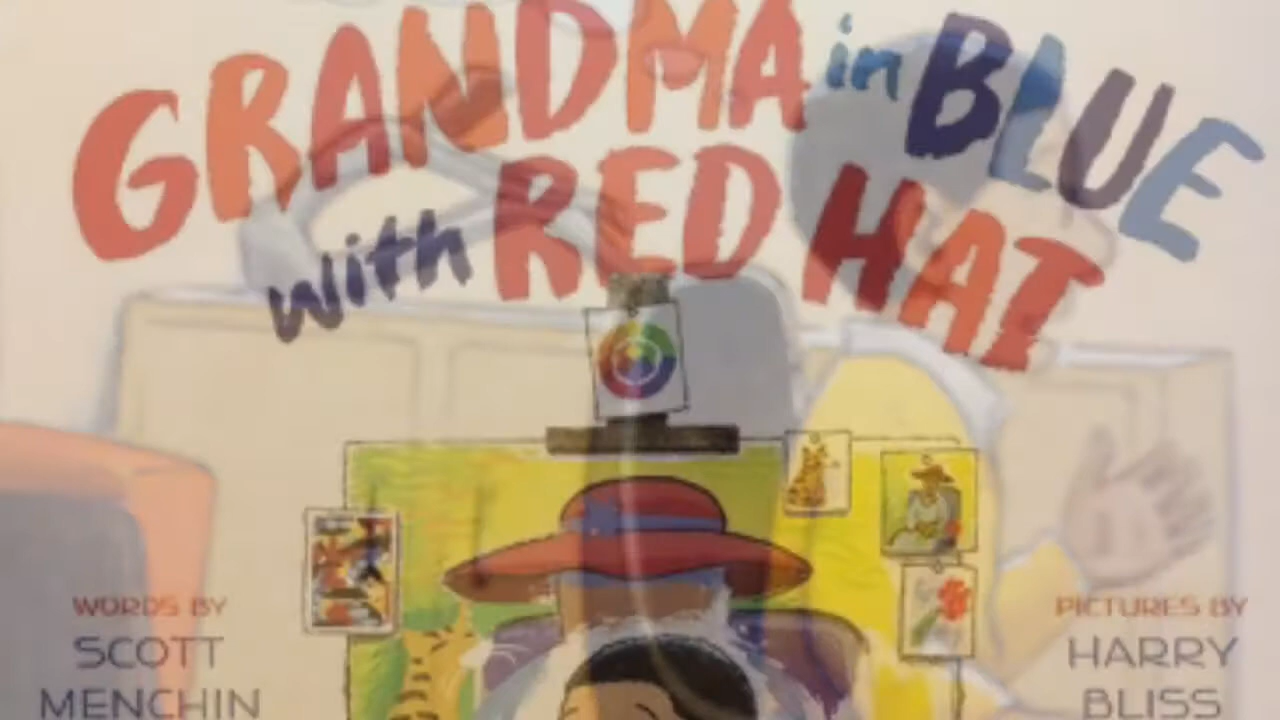 GRANDMA in BLUE
with RED HAT
WORDS BY
SCOTT
MENCHIN
PICTURES BY
HARRY
BLISS